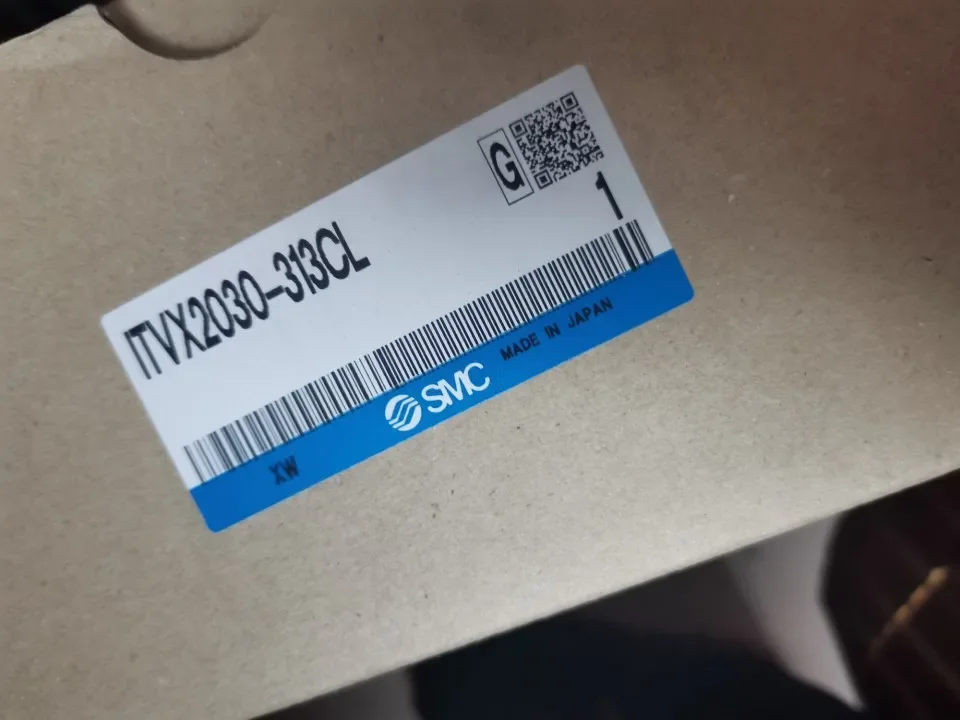 G
1
ITVX2030-313CL
SMC
MADE IN JAPAN
XW